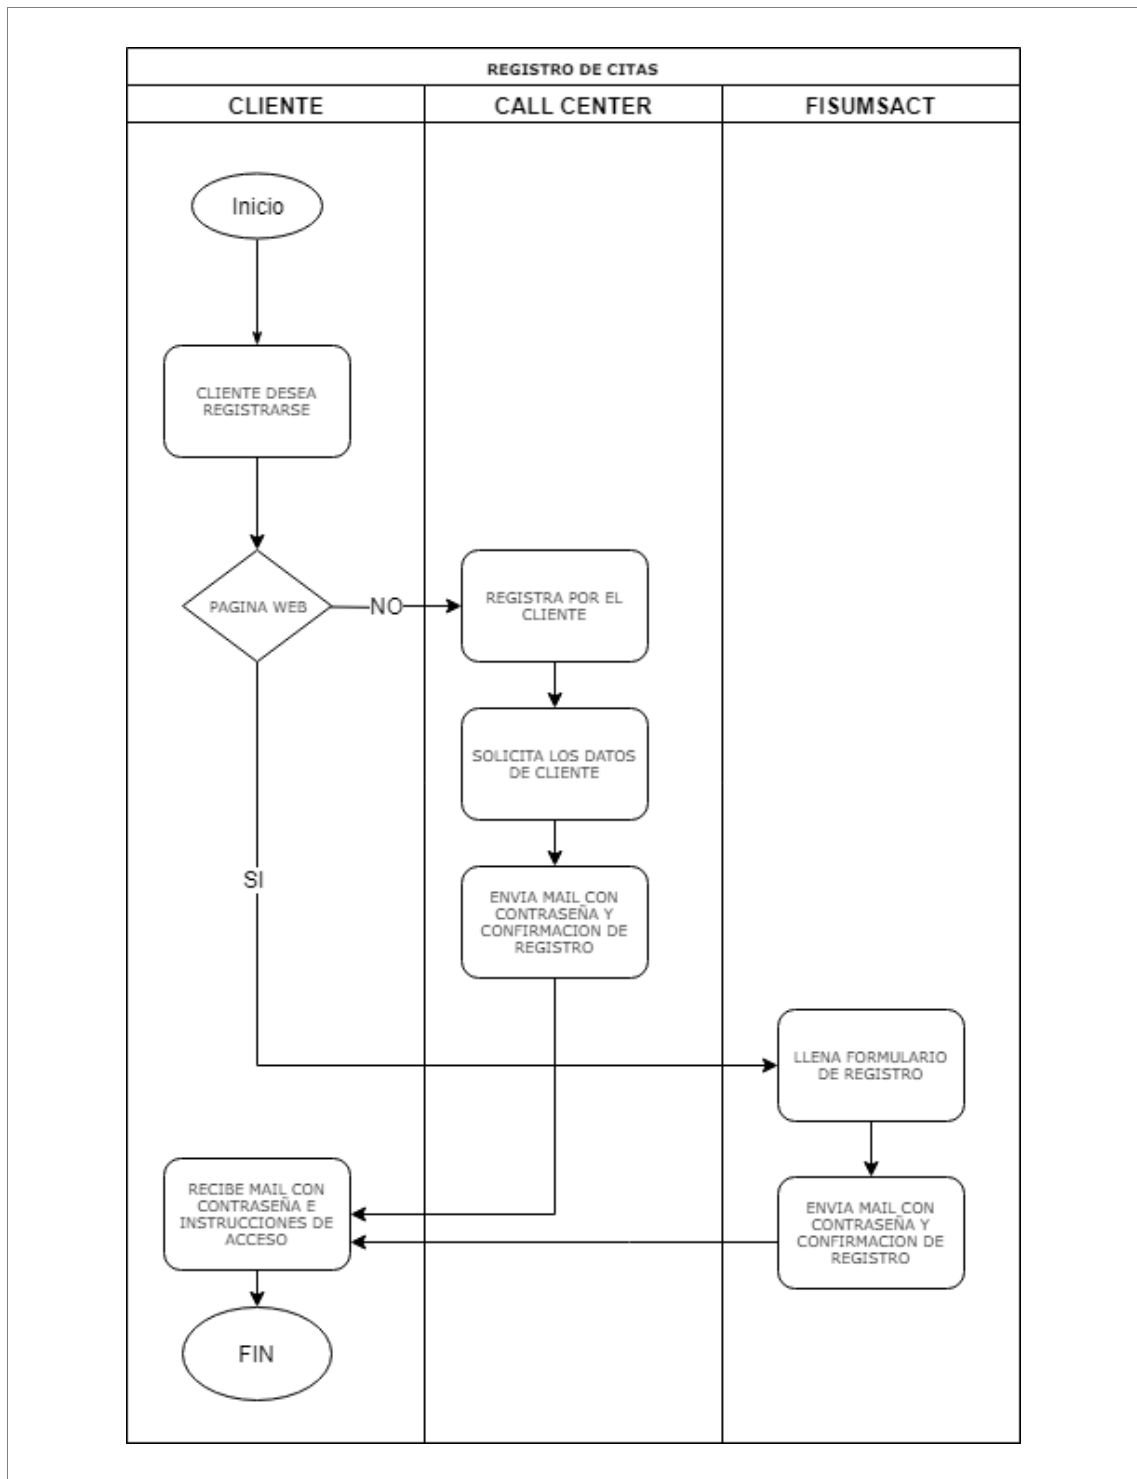 REGISTRO DE CITAS
CLIENTE
CALL CENTER
FISUMSACT
Inicio
CLIENTE DESEA
REGISTRARSE
PAGINA WEB
NO
REGISTRA POR EL
CLIENTE
SOLICITA LOS DATOS
DE CLIENTE
SI
ENVIA MAIL CON
CONTRASEÑA Y
CONFIRMACION DE
REGISTRO
LLENA FORMULARIO
DE REGISTRO
RECIBE MAIL CON
CONTRASEÑA E
INSTRUCCIONES DE
ACCESO
ENVIA MAIL CON
CONTRASEÑA Y
CONFIRMACION DE
REGISTRO
FIN